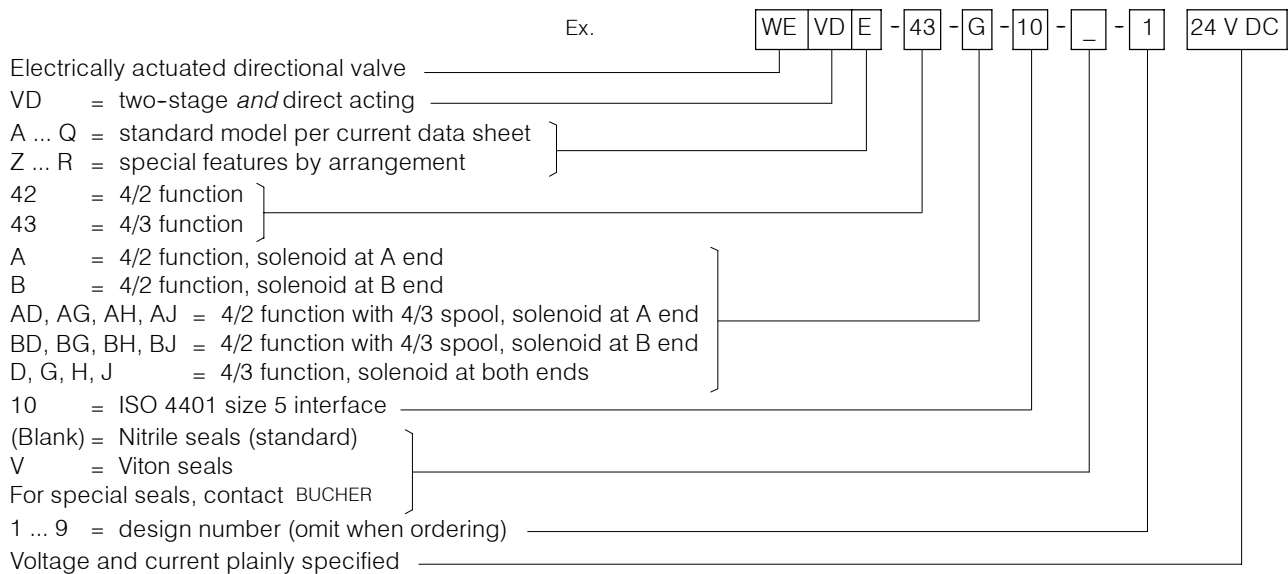 Ex. WE VD E - 43 - G - 10 - _ - 1 24 V DC
Electrically actuated directional valve
VD = two-stage and direct acting
A ... Q = standard model per current data sheet
Z ... R = special features by arrangement
42 = 4/2 function
43 = 4/3 function
A = 4/2 function, solenoid at A end
B = 4/2 function, solenoid at B end
AD, AG, AH, AJ = 4/2 function with 4/3 spool, solenoid at A end
BD, BG, BH, BJ = 4/2 function with 4/3 spool, solenoid at B end
D, G, H, J = 4/3 function, solenoid at both ends
10 = ISO 4401 size 5 interface
(Blank) = Nitrile seals (standard)
V = Viton seals
For special seals, contact BUCHER
1 ... 9 = design number (omit when ordering)
Voltage and current plainly specified